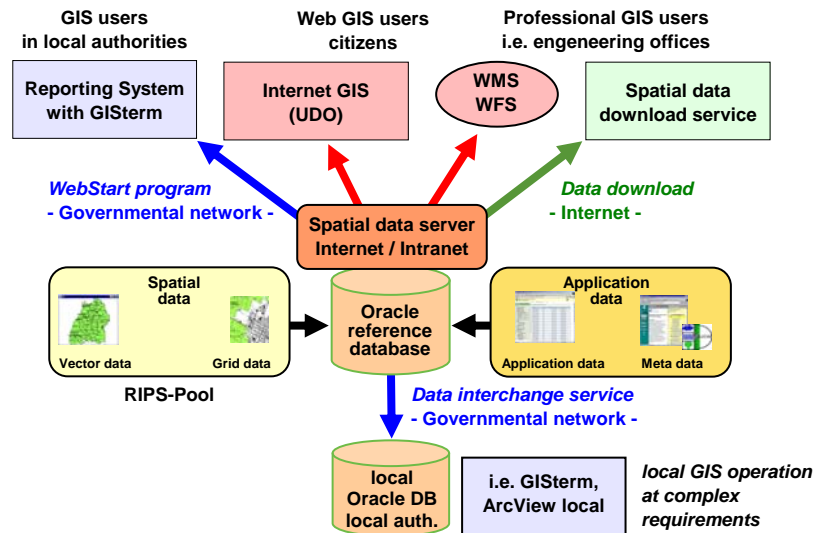 GIS users
in local authorities
Web GIS users
citizens
Professional GIS users
i.e. engeneering offices
Reporting System
with GISterm
Internet GIS
(UDO)
WMS
WFS
Spatial data
download service
WebStart program
- Governmental network -
Data download
- Internet -
Spatial data server
Internet / Intranet
Spatial
data
Vector data
Grid data
RIPS-Pool
Oracle
reference
database
Application
data
Application data
Meta data
Data interchange service
- Governmental network -
local
Oracle DB
local auth.
i.e. GISterm,
ArcView local
local GIS operation
at complex
requirements